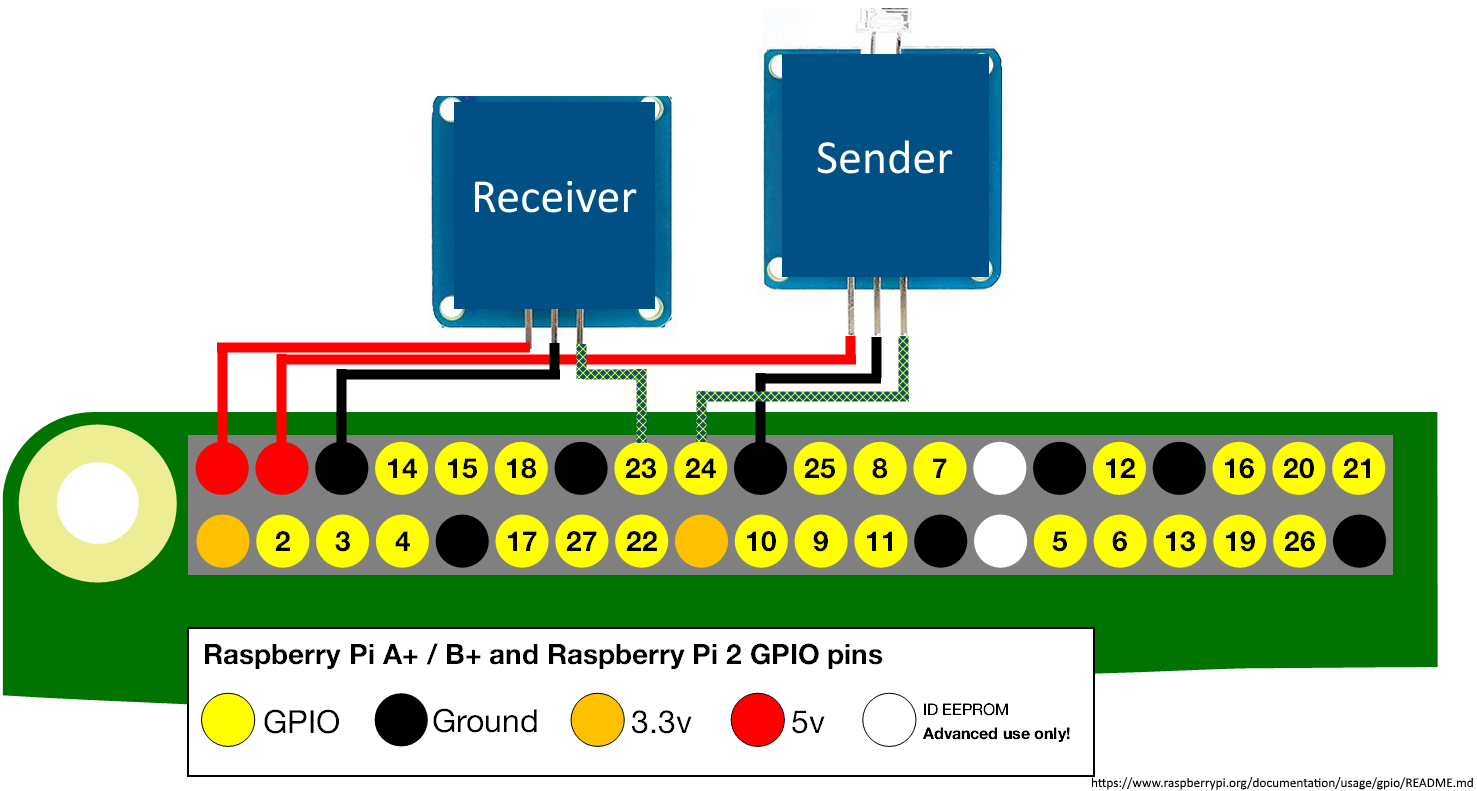 Sender
Receiver
14 15 18 23 24 25 8 7 12 16 20 21
2 3 4 17 27 22 10 9 11 5 6 13 19 26
Raspberry Pi A+ / B+ and Raspberry Pi 2 GPIO pins
GPIO Ground 3.3v 5v ID EEPROM
Advanced use only!
https://www.raspberrypi.org/documentation/usage/gpio/README.md